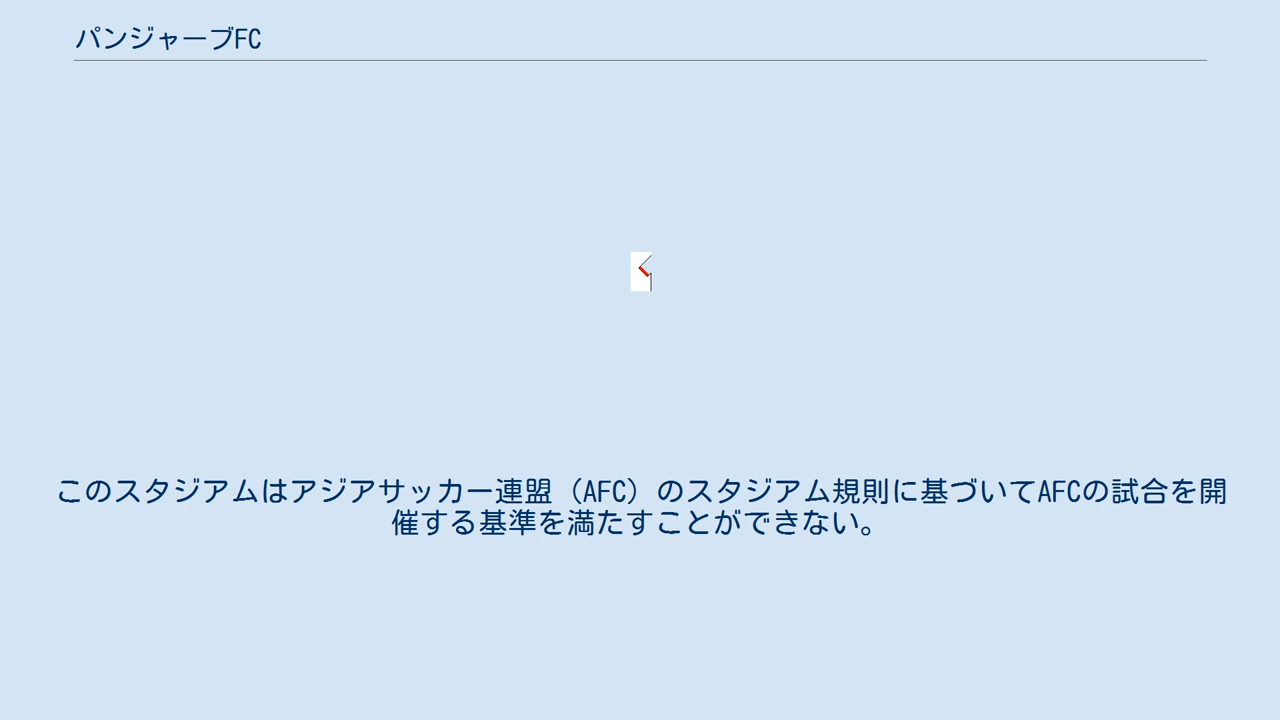 パンジャーブFC
このスタジアムはアジアサッカー連盟（AFC）のスタジアム規則に基づいてAFCの試合を開
催する基準を満たすことができない。